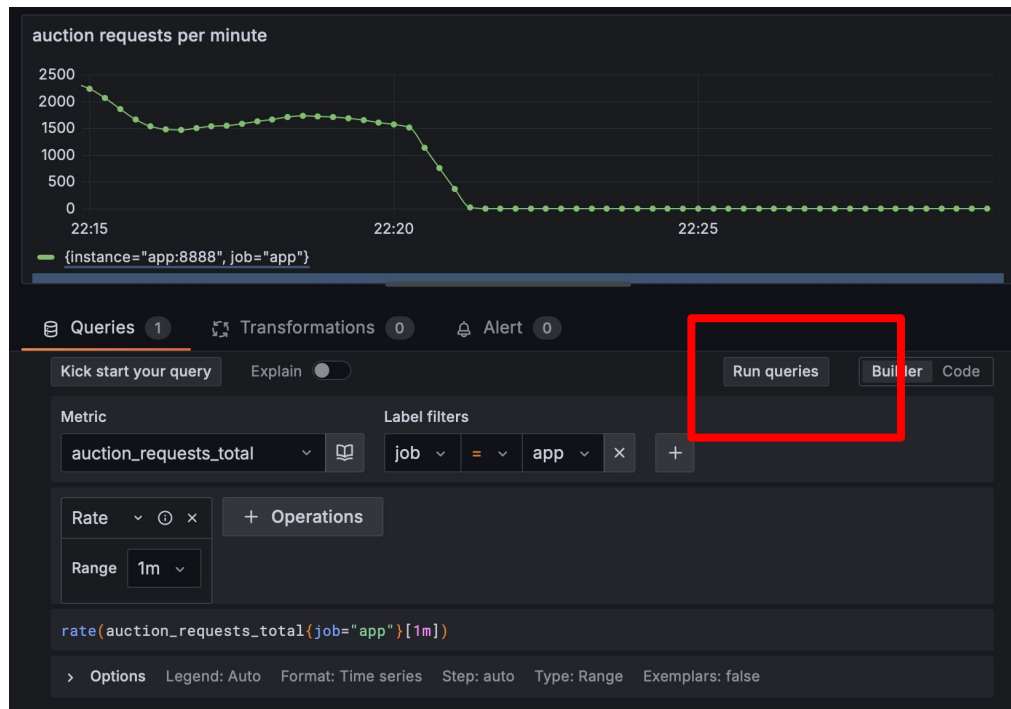 auction requests per minute
2500
2000
1500
1000
500
0
22:15 22:20 22:25
{instance="app:8888", job="app"}
Queries 1 Transformations 0 Alert 0
Kick start your query Explain Run queries Builder Code
Metric Label filters
auction_requests_total job = app × +
Rate × + Operations
Range 1m
rate(auction_requests_total{job="app"}[1m])
> Options Legend: Auto Format: Time series Step: auto Type: Range Exemplars: false